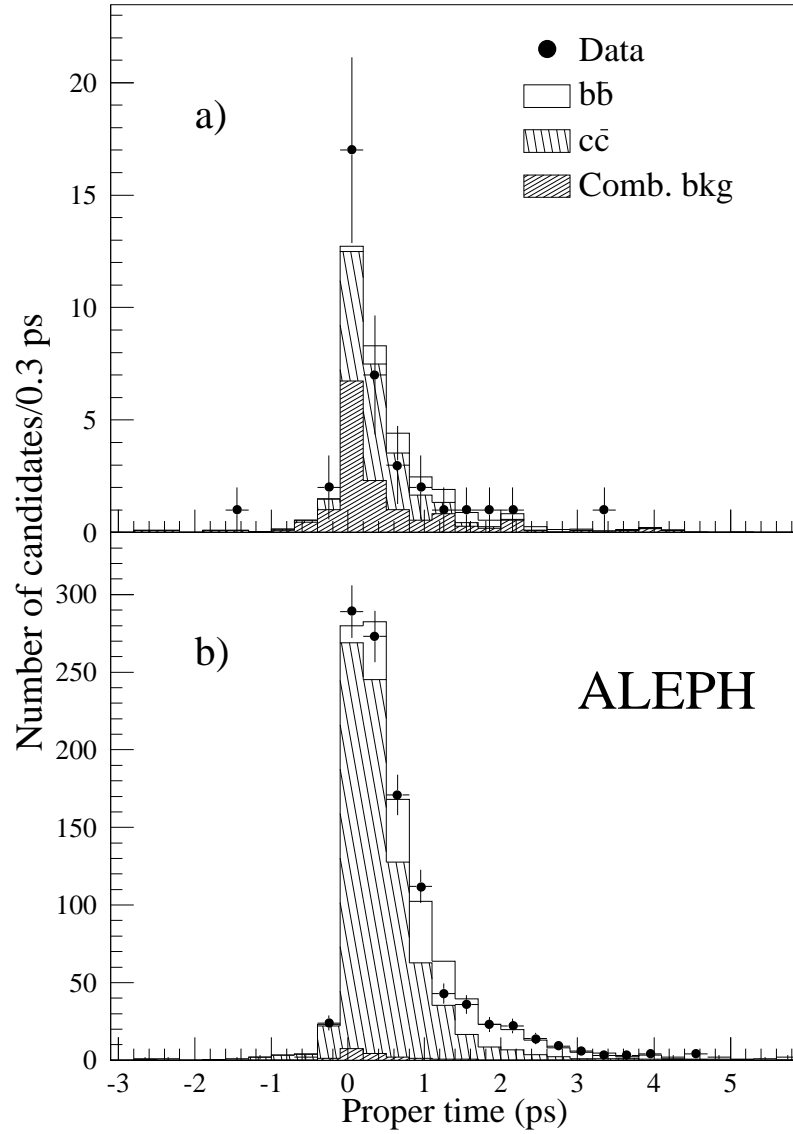 Data
bb̄
cc̄
Comb. bkg
a)
20
15
10
5
0
Number of candidates/0.3 ps
b)
ALEPH
300
250
200
150
100
50
0
-3 -2 -1 0 1 2 3 4 5
Proper time (ps)